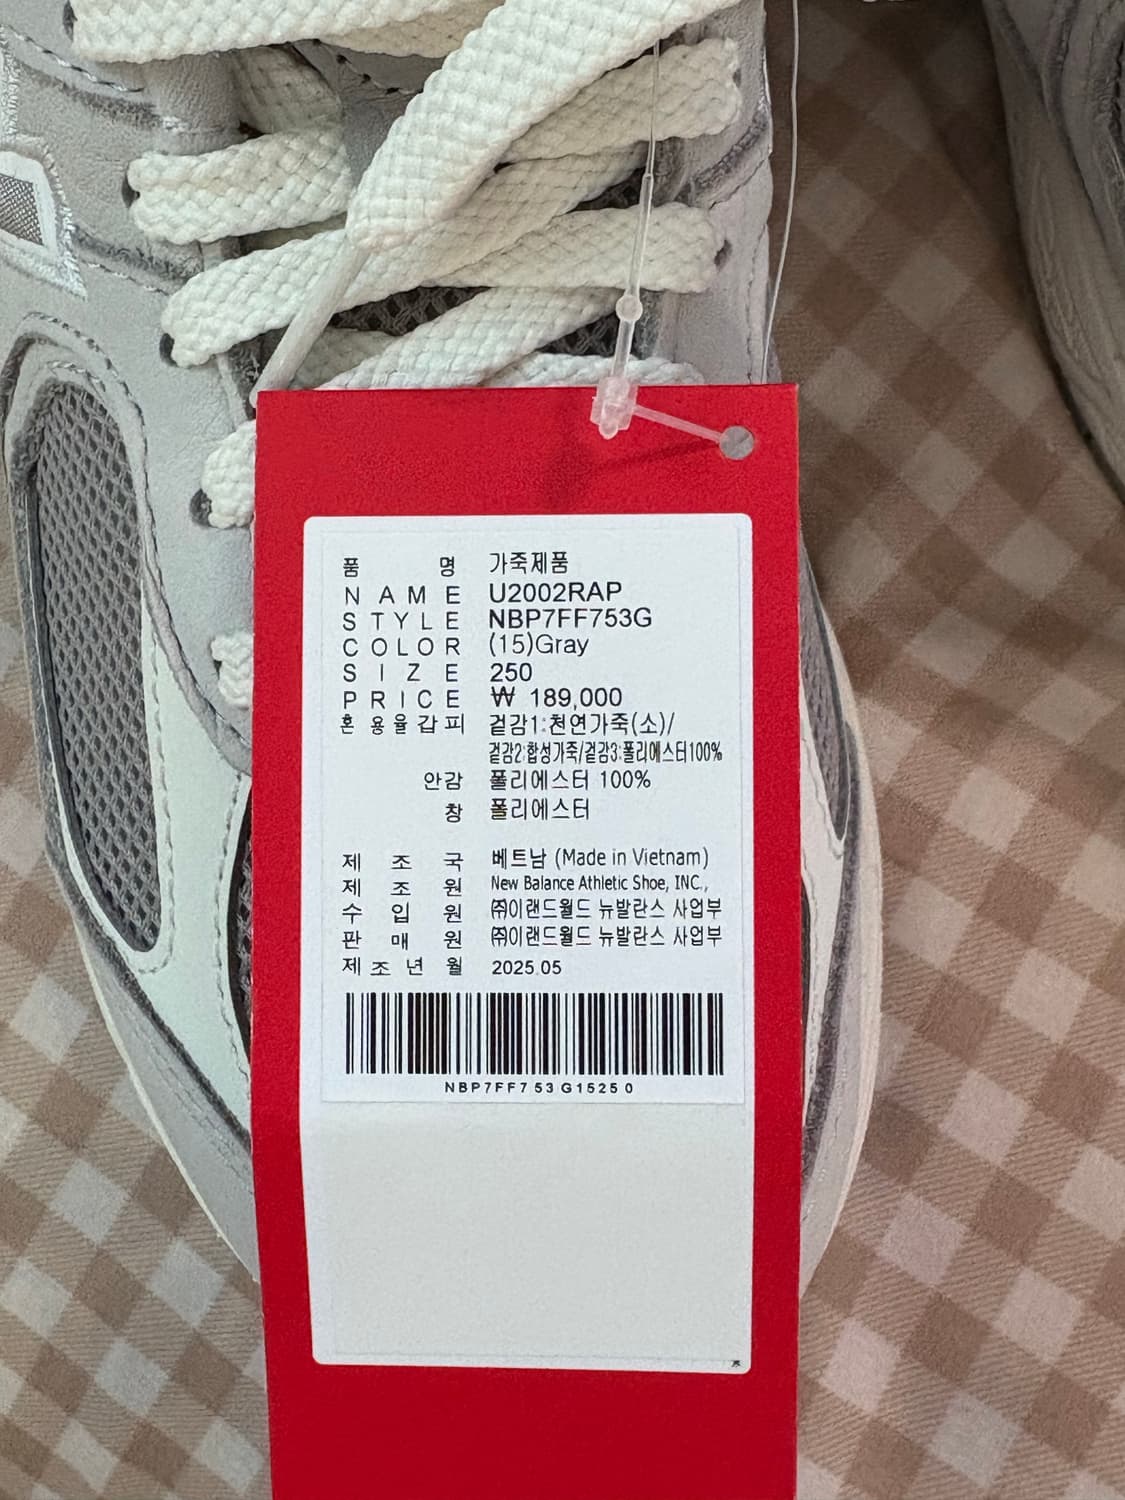 품 명 가죽제품
NAME U2002RAP
STYLE NBP7FF753G
COLOR (15)Gray
SIZE 250
PRICE ₩ 189,000
혼용율갑피 겉감1:천연가죽(소)/
겉감2:합성가죽/겉감3:폴리에스터100%
안감 폴리에스터 100%
창 폴리에스터
제조국 베트남 (Made in Vietnam)
제조원 New Balance Athletic Shoe, INC.,
수입원 ㈜이랜드월드 뉴발란스 사업부
판매원 ㈜이랜드월드 뉴발란스 사업부
제조년월 2025.05
NBP7FF753G15250